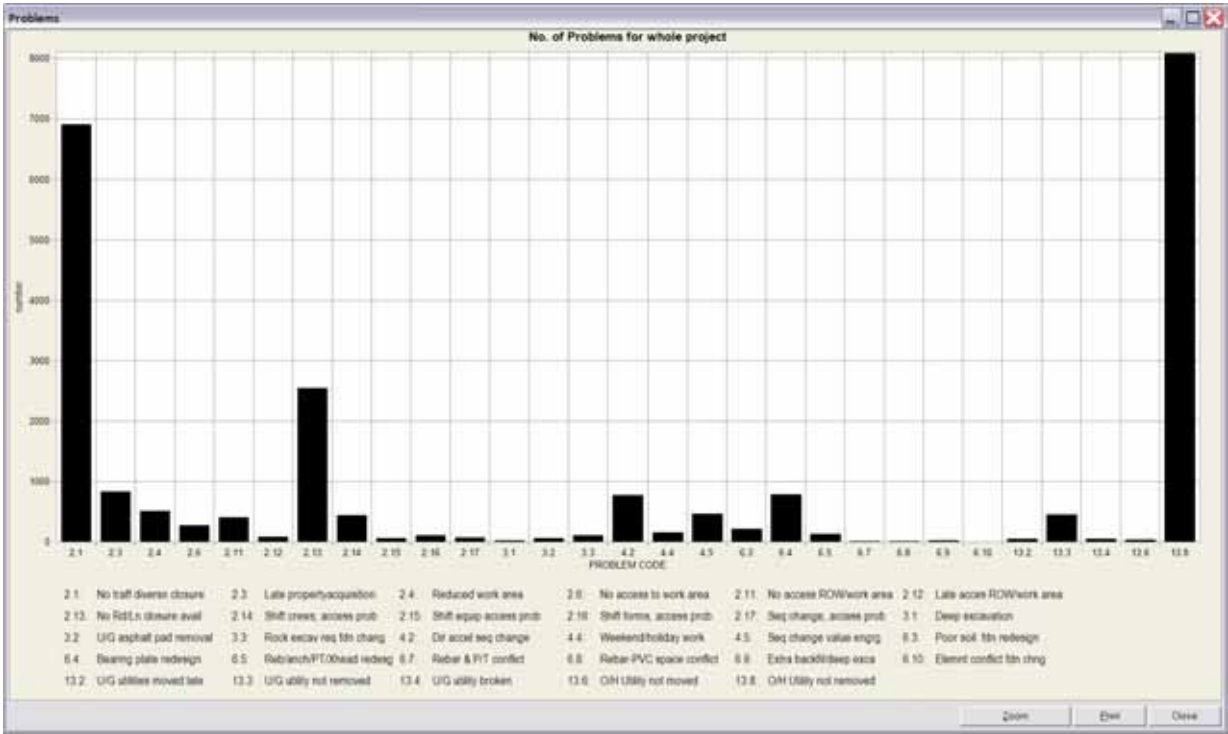 Problems
No. of Problems for whole project
8000
7000
6000
5000
4000
3000
2000
1000
0
number
2.1 2.3 2.4 2.6 2.11 2.12 2.13 2.14 2.15 2.16 2.17 3.1 3.2 3.3 4.2 4.4 4.5 6.3 6.4 6.5 6.7 6.8 6.9 6.10 13.2 13.3 13.4 13.6 13.8
PROBLEM CODE
2.1 No traff diversn closure 2.3 Late propertyacquisition 2.4 Reduced work area 2.6 No access to work area 2.11 No access ROW/work area 2.12 Late acces ROW/work area
2.13 No Rd/Ln closure avail 2.14 Shift crews, access prob 2.15 Shift equip access prob 2.16 Shift forms, access prob 2.17 Seq change, access prob 3.1 Deep excavation
3.2 U/G asphalt pad removal 3.3 Rock excav req fdn chang 4.2 Dir accel seq change 4.4 Weekend/holiday work 4.5 Seq change value engrg 6.3 Poor soil fdn redesign
6.4 Bearing plate redesign 6.5 Reb/anch/PT/Xhead redeisg 6.7 Rebar & P/T conflict 6.8 Rebar-PVC space conflict 6.9 Extra backfill/deep exca 6.10 Elemnt conflict fdn chng
13.2 U/G utilities moved late 13.3 U/G utility not removed 13.4 U/G utility broken 13.6 O/H Utility not moved 13.8 O/H Utility not removed
Zoom Print Close